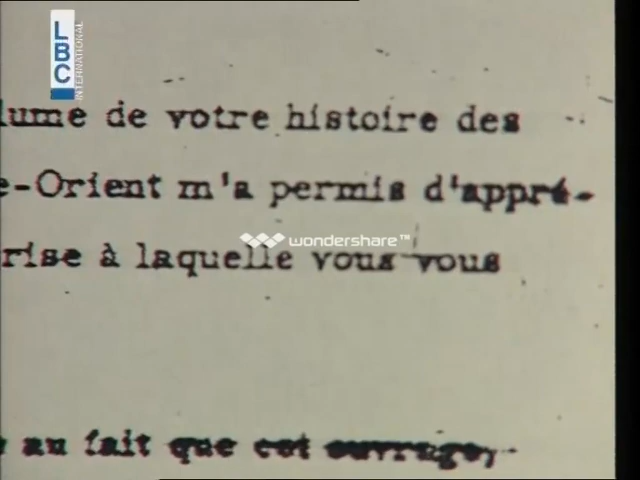 LBC
INTERNATIONAL
lume de votre histoire des
e-Orient m'a permis d'appré-
wondershare™
rise à laquelle vous vous
au fait que cet ouvrage,